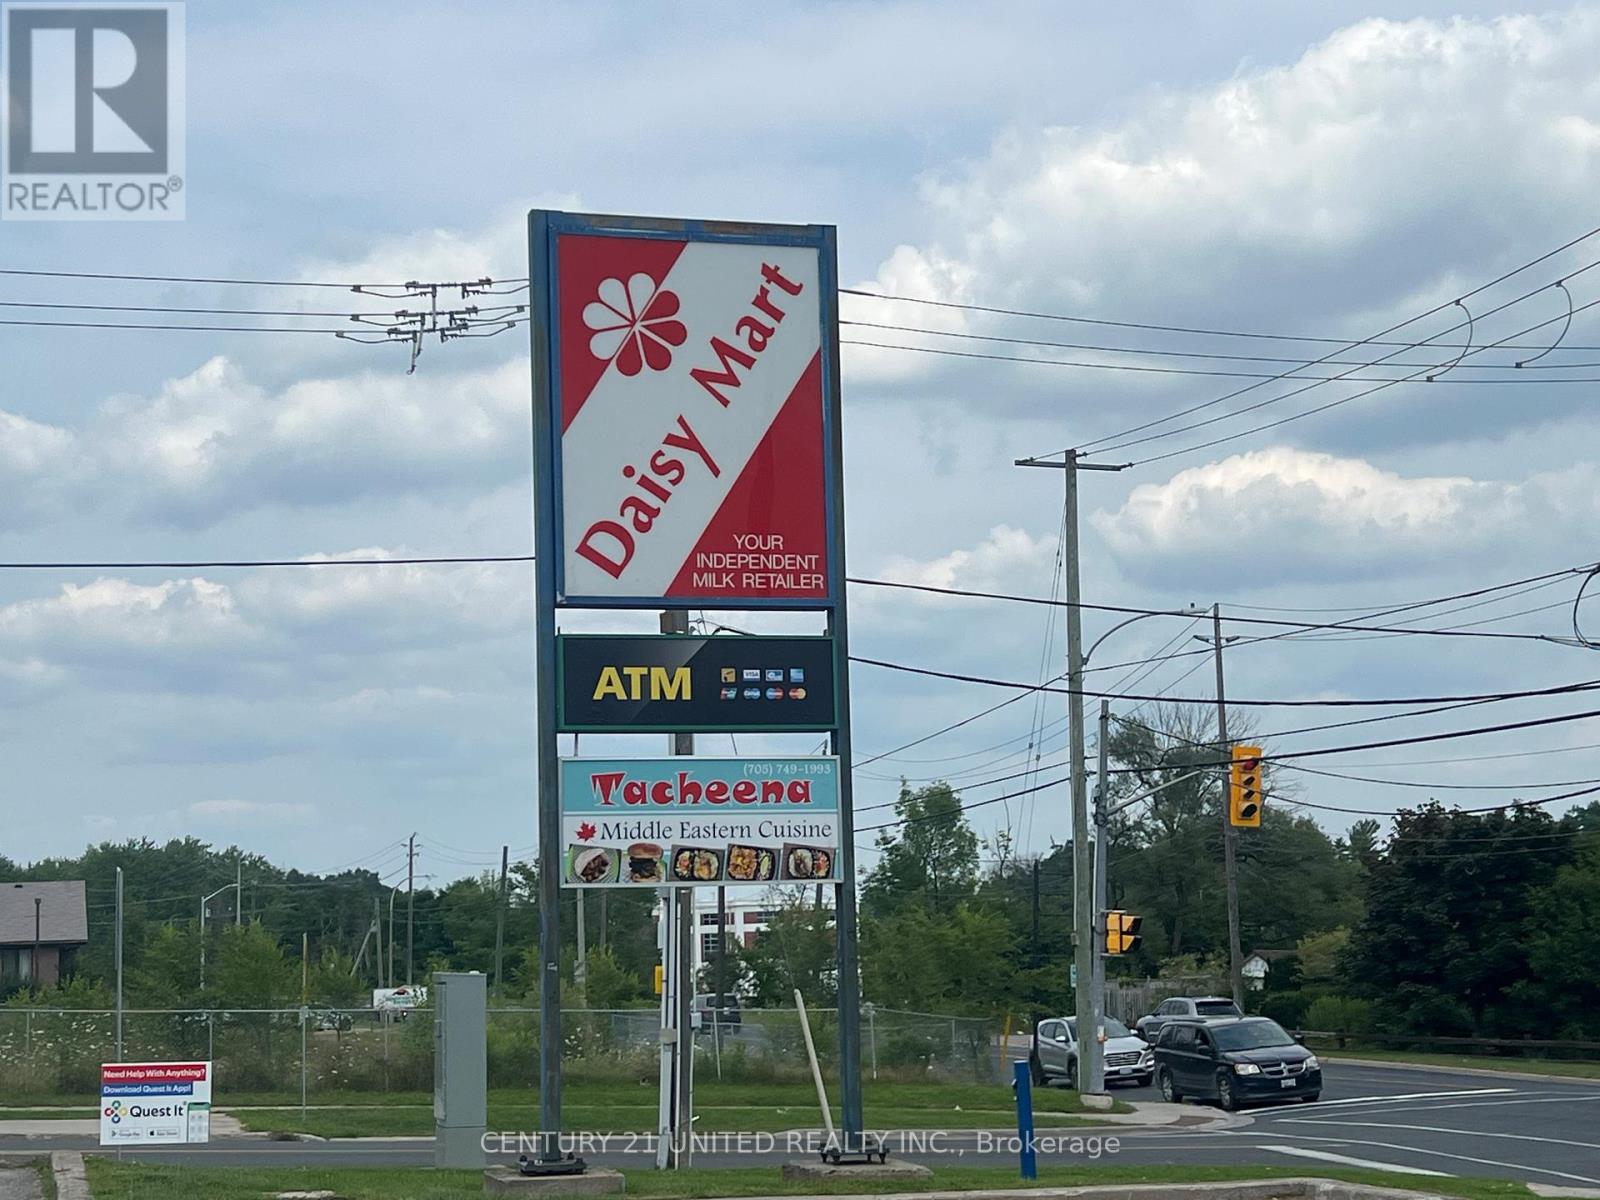 REALTOR®
Daisy Mart
YOUR
INDEPENDENT
MILK RETAILER
ATM
VISA
(705) 749-1993
Tacheena
Middle Eastern Cuisine
Need Help With Anything?
Download Quest It App!
Quest It
CENTURY 21 UNITED REALTY INC., Brokerage